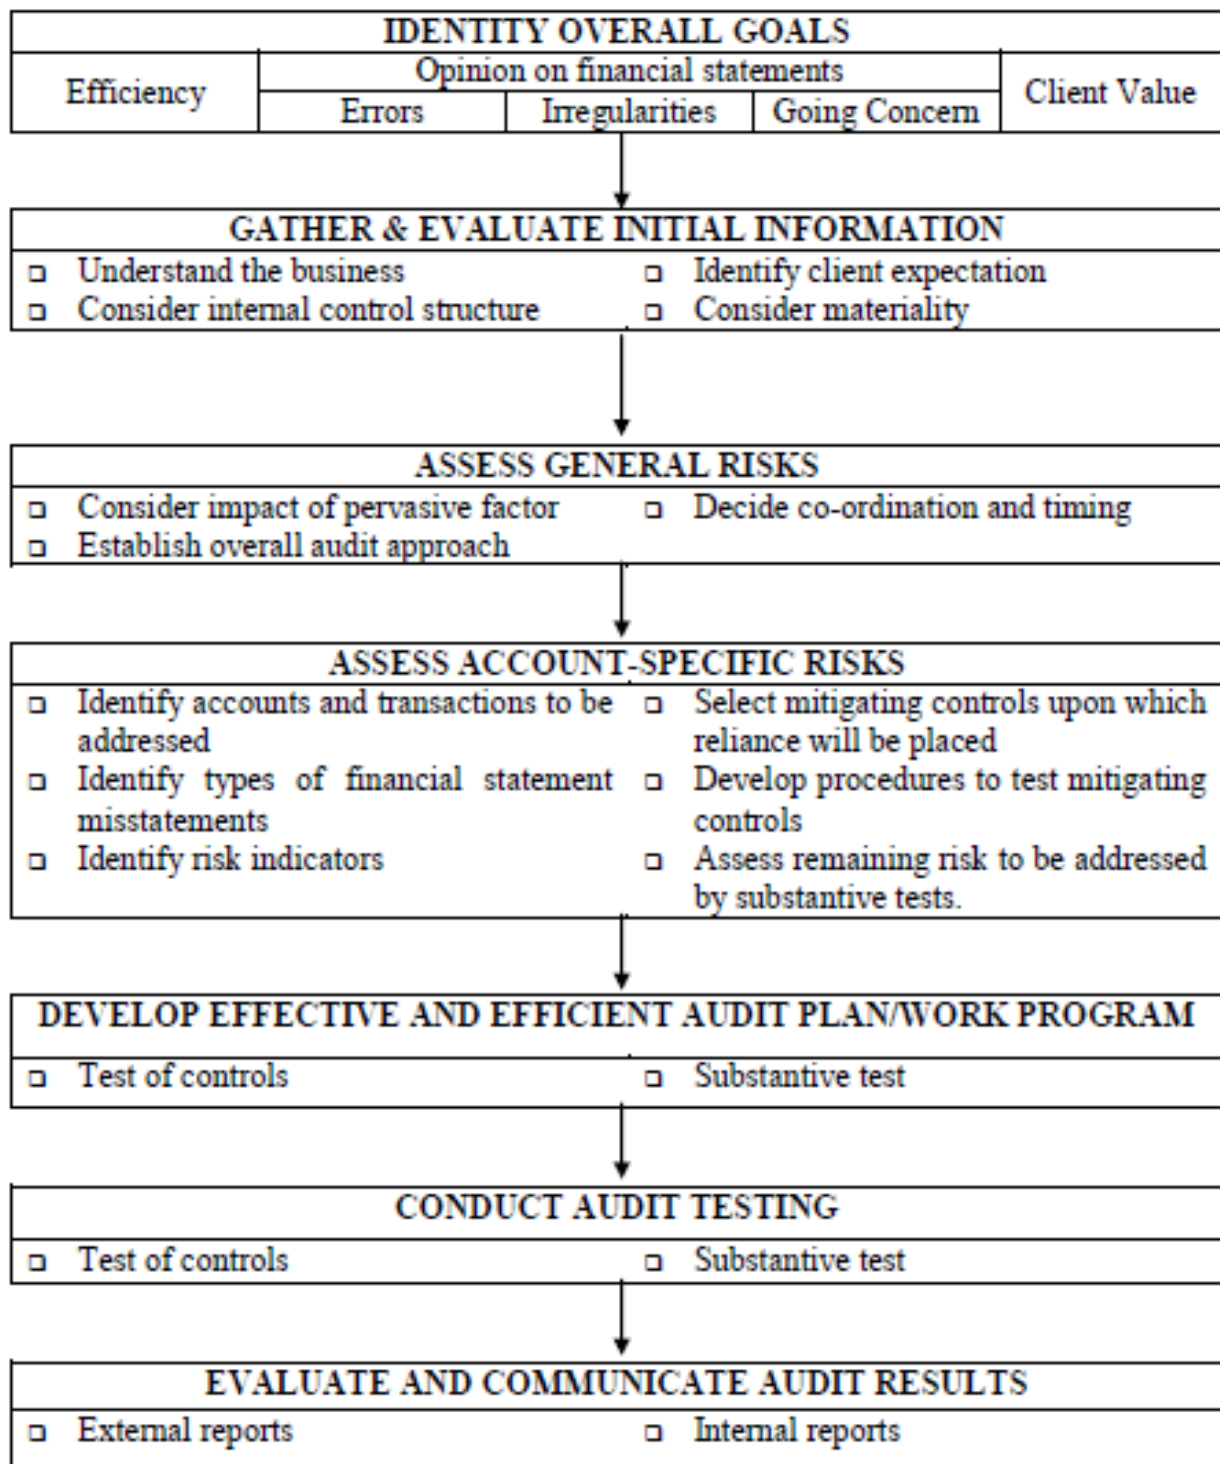 IDENTITY OVERALL GOALS
Efficiency
Opinion on financial statements
Errors
Irregularities
Going Concern
Client Value
GATHER & EVALUATE INITIAL INFORMATION
❑ Understand the business
❑ Consider internal control structure
❑ Identify client expectation
❑ Consider materiality
ASSESS GENERAL RISKS
❑ Consider impact of pervasive factor
❑ Establish overall audit approach
❑ Decide co-ordination and timing
ASSESS ACCOUNT-SPECIFIC RISKS
❑ Identify accounts and transactions to be
addressed
❑ Identify types of financial statement
misstatements
❑ Identify risk indicators
❑ Select mitigating controls upon which
reliance will be placed
❑ Develop procedures to test mitigating
controls
❑ Assess remaining risk to be addressed
by substantive tests.
DEVELOP EFFECTIVE AND EFFICIENT AUDIT PLAN/WORK PROGRAM
❑ Test of controls
❑ Substantive test
CONDUCT AUDIT TESTING
❑ Test of controls
❑ Substantive test
EVALUATE AND COMMUNICATE AUDIT RESULTS
❑ External reports
❑ Internal reports